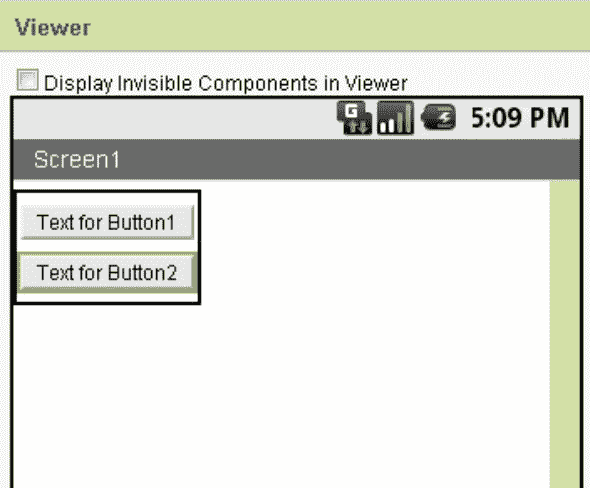 Viewer
Display Invisible Components in Viewer
G 5:09 PM
Screen1
Text for Button1
Text for Button2